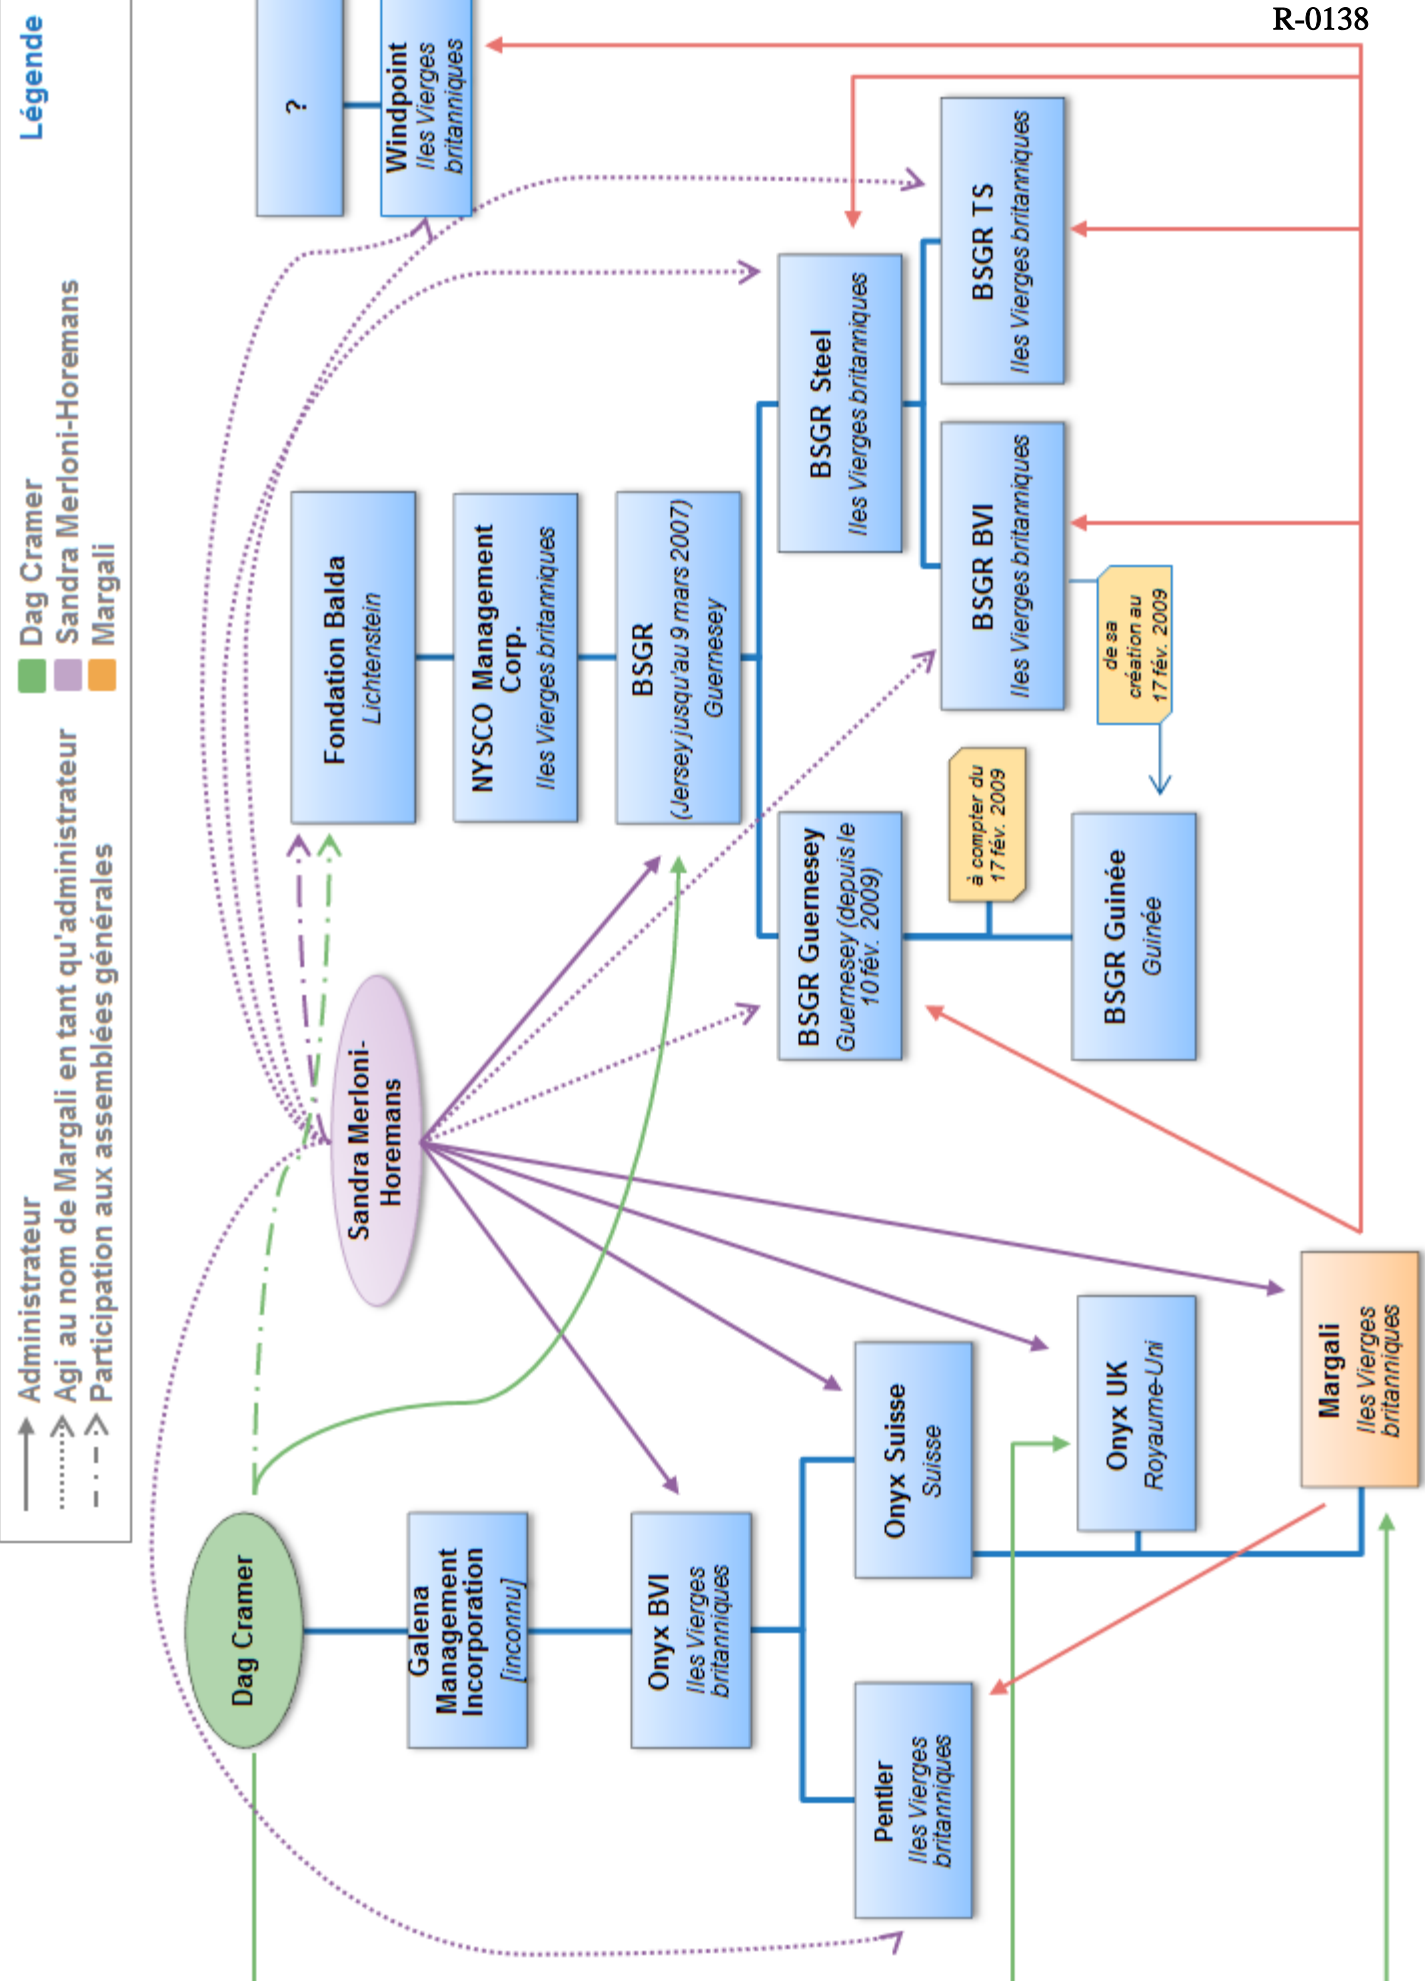 R-0138
Légende
Administrateur
Agi au nom de Margali en tant qu'administrateur
Participation aux assemblées générales
Dag Cramer
Sandra Merloni-Horemans
Margali
Dag Cramer
Sandra Merloni-
Horemans
?
Windpoint
Iles Vierges
britanniques
Fondation Balda
Lichtenstein
Galena
Management
Incorporation
[inconnu]
NYSCO Management
Corp.
Iles Vierges britanniques
Onyx BVI
Iles Vierges
britanniques
BSGR
(Jersey jusqu'au 9 mars 2007)
Guernesey
Pentler
Iles Vierges
britanniques
Onyx Suisse
Suisse
BSGR Guernesey
Guernesey (depuis le
10 fév. 2009)
BSGR Steel
Iles Vierges britanniques
à compter du
17 fév. 2009
BSGR BVI
Iles Vierges britanniques
BSGR TS
Iles Vierges britanniques
Onyx UK
Royaume-Uni
BSGR Guinée
Guinée
de sa
création au
17 fév. 2009
Margali
Iles Vierges
britanniques